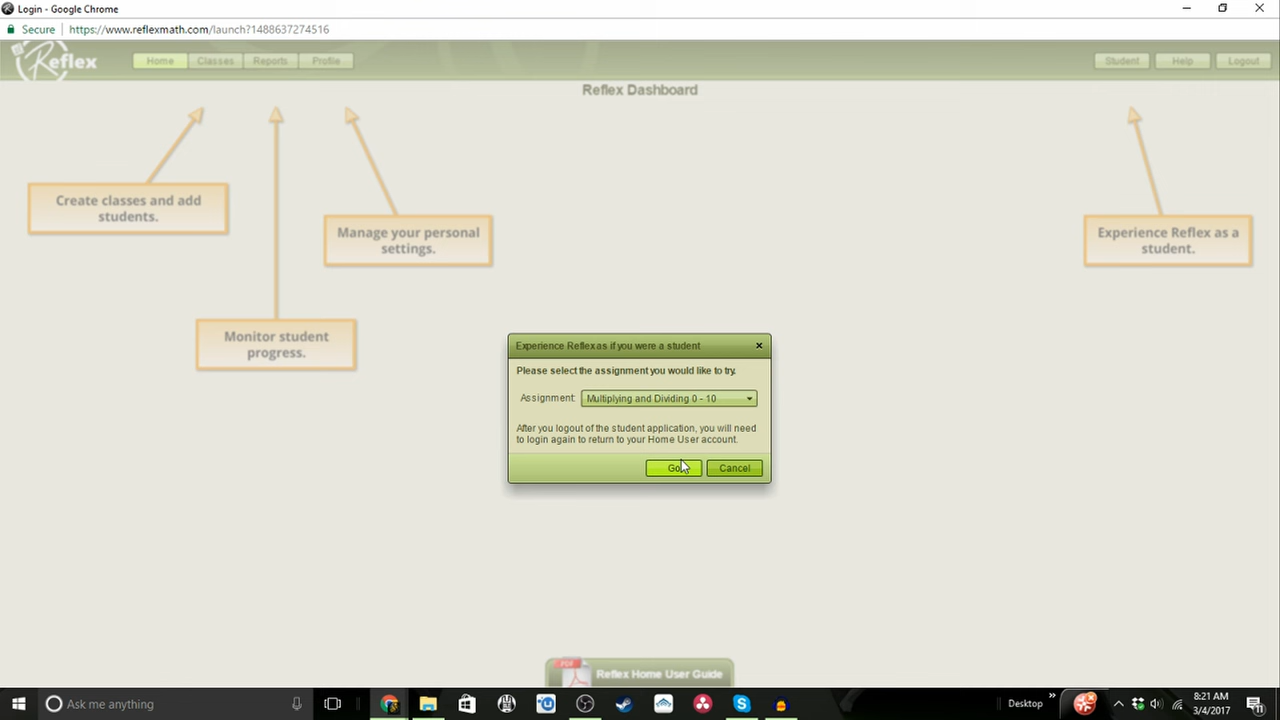 Login - Google Chrome
Secure https://www.reflexmath.com/launch?1488637274516
Reflex Home Classes Reports Profile Student Help Logout
Reflex Dashboard
Create classes and add
students.
Manage your personal
settings.
Experience Reflex as a
student.
Monitor student
progress.
Experience Reflex as if you were a student
Please select the assignment you would like to try.
Assignment: Multiplying and Dividing 0 - 10
After you logout of the student application, you will need
to login again to return to your Home User account.
Go Cancel
PDF Reflex Home User Guide
Ask me anything
Desktop
8:21 AM
3/4/2017